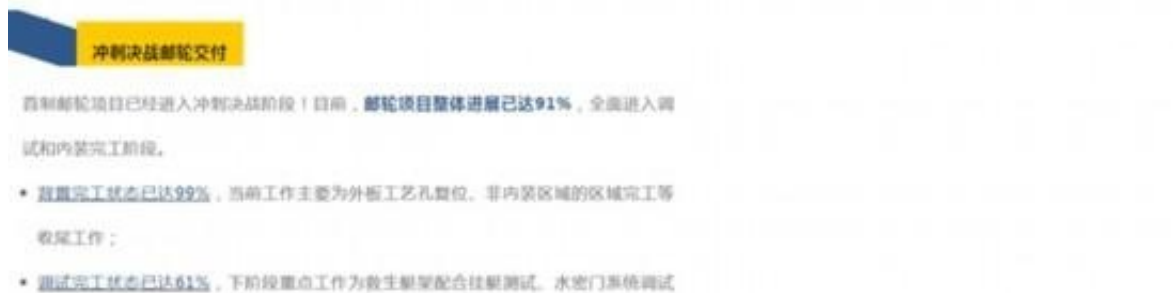 冲刺决战邮轮交付
首制邮轮项目已经进入冲刺决战阶段！目前，邮轮项目整体进展已达91%，全面进入调
试和内装完工阶段。
• 背景完工状态已达99%，当前工作主要为外板工艺孔复位、非内装区域的区域完工等
收尾工作；
• 调试完工状态已达61%，下阶段重点工作为救生艇架配合挂艇测试、水密门系统调试